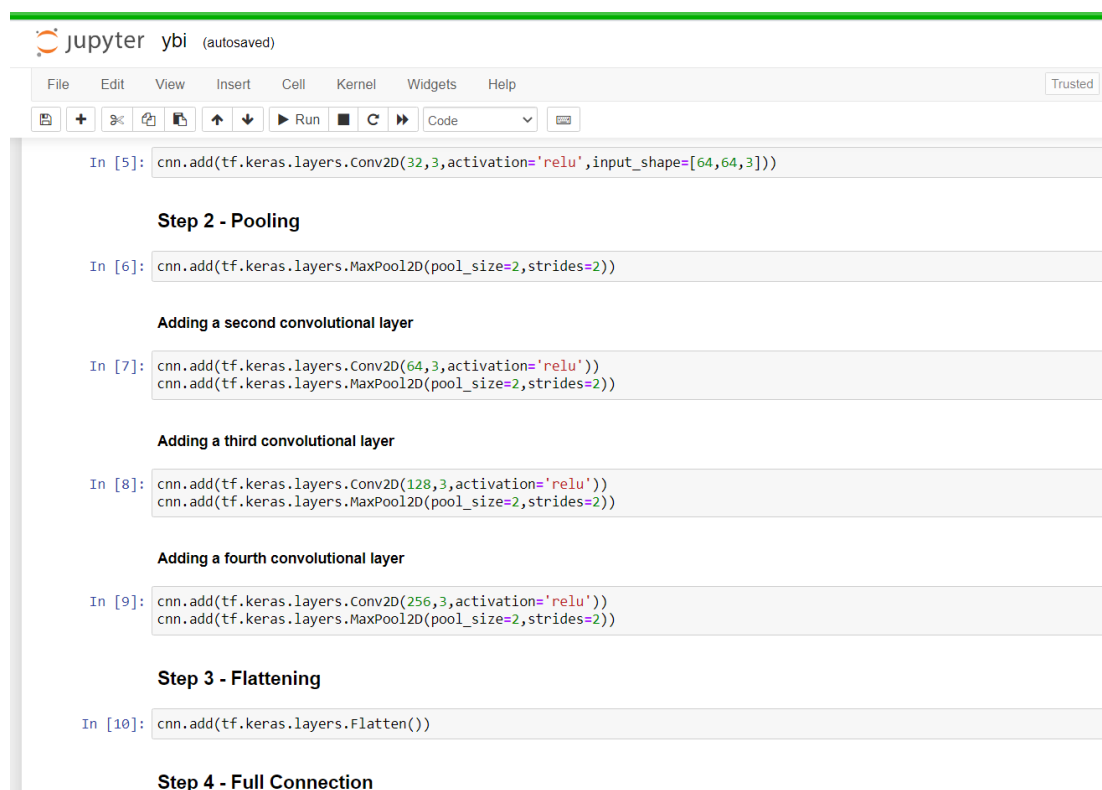 jupyter ybi (autosaved)
File Edit View Insert Cell Kernel Widgets Help Trusted
Run Code
In [5]: cnn.add(tf.keras.layers.Conv2D(32,3,activation='relu',input_shape=[64,64,3]))
Step 2 - Pooling
In [6]: cnn.add(tf.keras.layers.MaxPool2D(pool_size=2,strides=2))
Adding a second convolutional layer
In [7]: cnn.add(tf.keras.layers.Conv2D(64,3,activation='relu'))
cnn.add(tf.keras.layers.MaxPool2D(pool_size=2,strides=2))
Adding a third convolutional layer
In [8]: cnn.add(tf.keras.layers.Conv2D(128,3,activation='relu'))
cnn.add(tf.keras.layers.MaxPool2D(pool_size=2,strides=2))
Adding a fourth convolutional layer
In [9]: cnn.add(tf.keras.layers.Conv2D(256,3,activation='relu'))
cnn.add(tf.keras.layers.MaxPool2D(pool_size=2,strides=2))
Step 3 - Flattening
In [10]: cnn.add(tf.keras.layers.Flatten())
Step 4 - Full Connection